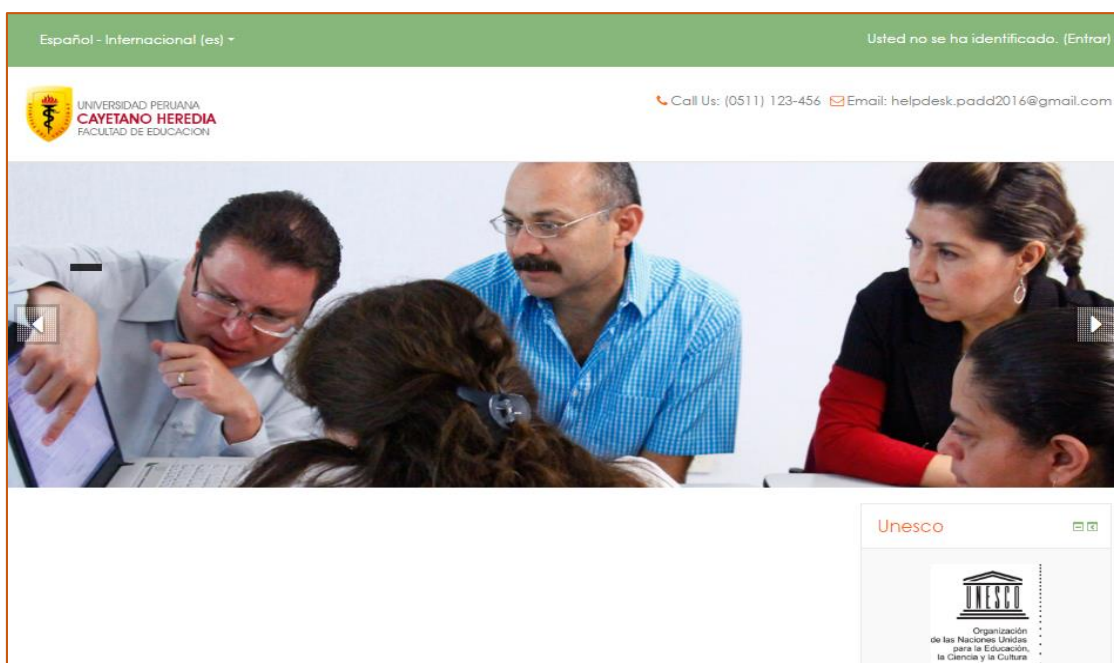 Español - Internacional (es)
Usted no se ha identificado. (Entrar)
UNIVERSIDAD PERUANA
CAYETANO HEREDIA
FACULTAD DE EDUCACION
Call Us: (0511) 123-456 Email: helpdesk.padd2016@gmail.com
Unesco
UNESCO
Organización
de las Naciones Unidas
para la Educación,
la Ciencia y la Cultura